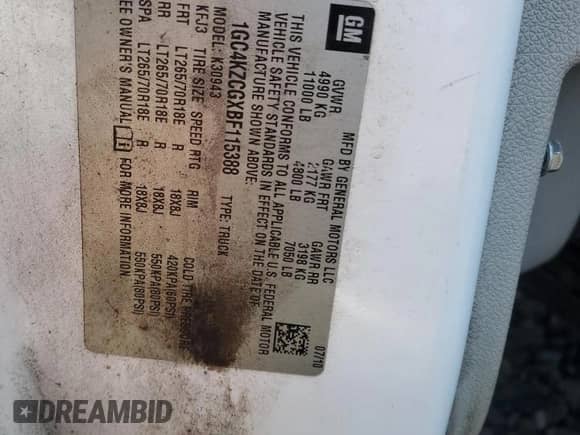 GM
MFD BY GENERAL MOTORS LLC
GVWR GAWR FRT GAWR RR
4990 KG 2177 KG 3198 KG
11000 LB 4800 LB 7050 LB
THIS VEHICLE CONFORMS TO ALL APPLICABLE U.S. FEDERAL MOTOR
VEHICLE SAFETY STANDARDS IN EFFECT ON THE DATE OF
MANUFACTURE SHOWN ABOVE.
07/10
1GC4KZCGXBF115388 TYPE: TRUCK
K30943
KFJ3 TIRE SIZE SPEED RTG RIM COLD TIRE
FRT LT265/70R18E R 18X8J 420KPA(60PSI)
RR LT265/70R18E R 18X8J 550KPA(80PSI)
SPA LT265/70R18E R 18X8J 550KPA(80PSI)
SEE OWNER'S MANUAL FOR MORE INFORMATION
DREAMBID